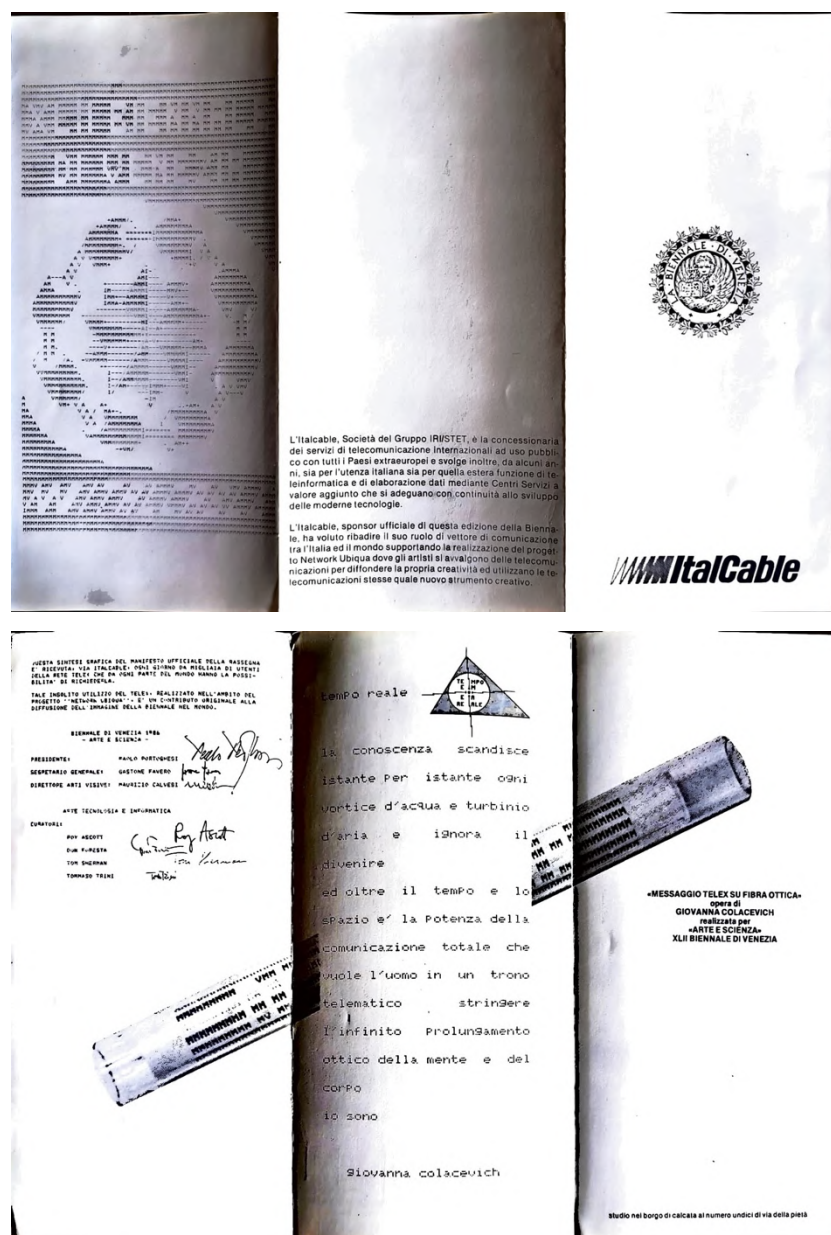 LA BIENNALE DI VENEZIA
L'Italcable, Società del Gruppo IRI/STET, è la concessionaria
dei servizi di telecomunicazione internazionali ad uso pubbli-
co con tutti i Paesi extraeuropei e svolge inoltre, da alcuni an-
ni, sia per l'utenza italiana sia per quella estera funzione di te-
leinformatica e di elaborazione dati mediante Centri Servizi a
valore aggiunto che si adeguano con continuità allo sviluppo
delle moderne tecnologie.
L'Italcable, sponsor ufficiale di questa edizione della Bienna-
le, ha voluto ribadire il suo ruolo di vettore di comunicazione
tra l'Italia ed il mondo supportando la realizzazione del proget-
to Network Ubiqua dove gli artisti si avvalgono delle telecomu-
nicazioni per diffondere la propria creatività ed utilizzano le te-
lecomunicazioni stesse quale nuovo strumento creativo.
ItalCable
QUESTA SINTESI GRAFICA DEL MANIFESTO UFFICIALE DELLA RASSEGNA
E' RICEVUTA, VIA ITALCABLE, OGNI GIORNO DA MIGLIAIA DI UTENTI
DELLA RETE TELEX CHE DA OGNI PARTE DEL MONDO HANNO LA POSSI-
BILITA' DI RICHIEDERLA.
TALE INSOLITO UTILIZZO DEL TELEX, REALIZZATO NELL'AMBITO DEL
PROGETTO ''NETWORK UBIQUA'', E' UN CONTRIBUTO ORIGINALE ALLA
DIFFUSIONE DELL'IMMAGINE DELLA BIENNALE NEL MONDO.
BIENNALE DI VENEZIA 1986
- ARTE E SCIENZA -
PRESIDENTE: PAOLO PORTOGHESI
SEGRETARIO GENERALE: GASTONE FAVERO
DIRETTORE ARTI VISIVE: MAURIZIO CALVESI
ARTE TECNOLOGIA E INFORMATICA
CURATORI:
ROY ASCOTT Roy Ascott
DON FORESTA
TOM SHERMAN Tom Sherman
TOMMASO TRINI
tempo reale
TEMPO
REALE
la conoscenza scandisce
istante per istante ogni
vortice d'acqua e turbinio
d'aria e ignora il
divenire
ed oltre il tempo e lo
spazio e' la potenza della
comunicazione totale che
vuole l'uomo in un trono
telematico stringere
l'infinito prolungamento
ottico della mente e del
corpo
io sono
giovanna colacevich
«MESSAGGIO TELEX SU FIBRA OTTICA»
opera di
GIOVANNA COLACEVICH
realizzata per
«ARTE E SCIENZA»
XLII BIENNALE DI VENEZIA
studio nel borgo di calcata al numero undici di via della pietà